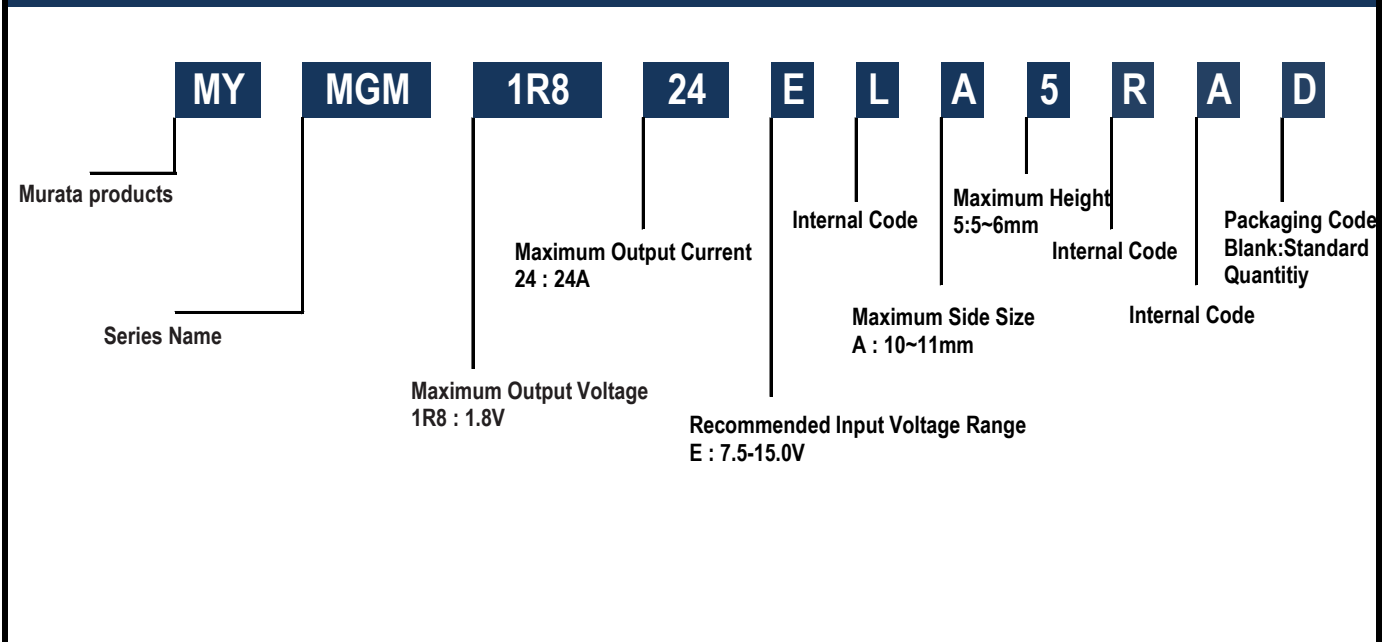 MY MGM 1R8 24 E L A 5 R A D
Murata products
Series Name
Maximum Output Voltage
1R8 : 1.8V
Maximum Output Current
24 : 24A
Recommended Input Voltage Range
E : 7.5-15.0V
Internal Code
Maximum Side Size
A : 10~11mm
Maximum Height
5:5~6mm
Internal Code
Internal Code
Packaging Code
Blank:Standard
Quantitiy